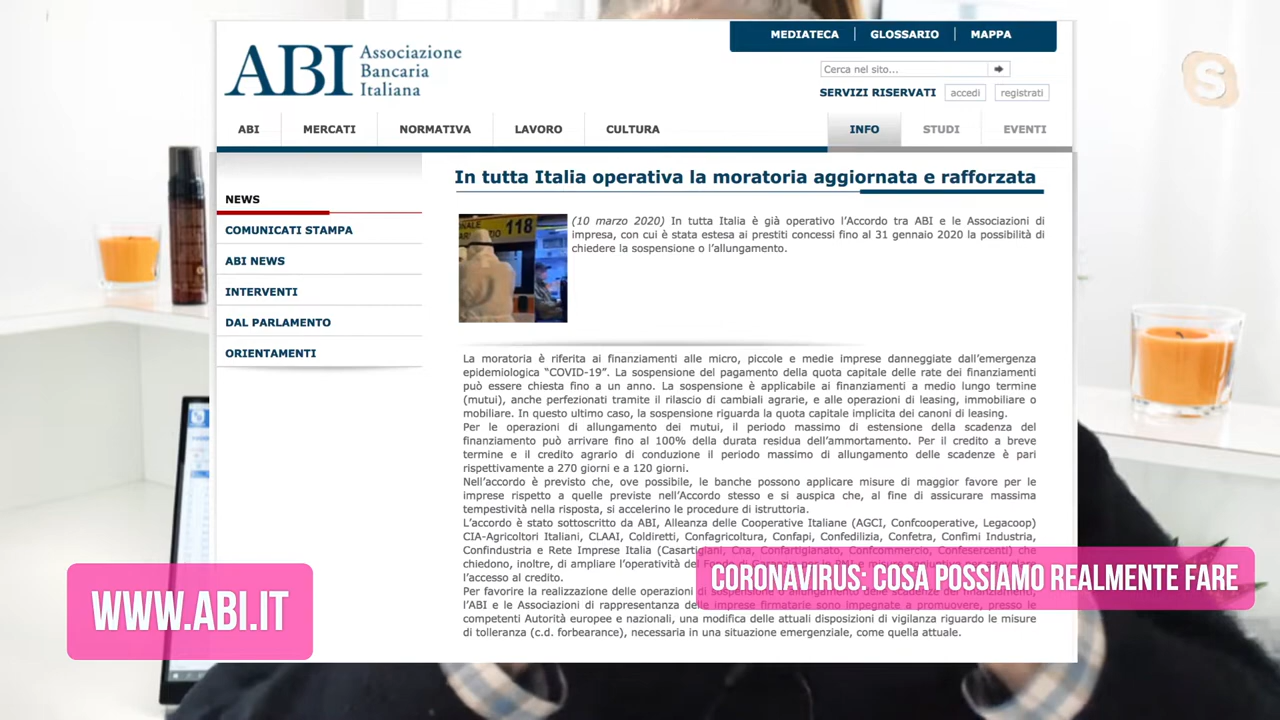 ABI Associazione
Bancaria
Italiana
MEDIATECA GLOSSARIO MAPPA
Cerca nel sito...
SERVIZI RISERVATI accedi registrati
ABI MERCATI NORMATIVA LAVORO CULTURA INFO STUDI EVENTI
NEWS
COMUNICATI STAMPA
ABI NEWS
INTERVENTI
DAL PARLAMENTO
ORIENTAMENTI
In tutta Italia operativa la moratoria aggiornata e rafforzata
118
(10 marzo 2020) In tutta Italia è già operativo l'Accordo tra ABI e le Associazioni di
impresa, con cui è stata estesa ai prestiti concessi fino al 31 gennaio 2020 la possibilità di
chiedere la sospensione o l'allungamento.
La moratoria è riferita ai finanziamenti alle micro, piccole e medie imprese danneggiate dall'emergenza
epidemiologica “COVID-19”. La sospensione del pagamento della quota capitale delle rate dei finanziamenti
può essere chiesta fino a un anno. La sospensione è applicabile ai finanziamenti a medio lungo termine
(mutui), anche perfezionati tramite il rilascio di cambiali agrarie, e alle operazioni di leasing, immobiliare o
mobiliare. In questo ultimo caso, la sospensione riguarda la quota capitale implicita dei canoni di leasing.
Per le operazioni di allungamento dei mutui, il periodo massimo di estensione della scadenza del
finanziamento può arrivare fino al 100% della durata residua dell'ammortamento. Per il credito a breve
termine e il credito agrario di conduzione il periodo massimo di allungamento delle scadenze è pari
rispettivamente a 270 giorni e a 120 giorni.
Nell'accordo è previsto che, ove possibile, le banche possono applicare misure di maggior favore per le
imprese rispetto a quelle previste nell'Accordo stesso e si auspica che, al fine di assicurare massima
tempestività nella risposta, si accelerino le procedure di istruttoria.
L'accordo è stato sottoscritto da ABI, Alleanza delle Cooperative Italiane (AGCI, Confcooperative, Legacoop)
CIA-Agricoltori Italiani, CLAAI, Coldiretti, Confagricoltura, Confapi, Confedilizia, Confetra, Confimi Industria,
Confindustria e Rete Imprese Italia (Casartigiani, Cna, Confartigianato, Confcommercio, Confesercenti) che
chiedono, inoltre, di ampliare l'operatività del
l'accesso al credito.
Per favorire la realizzazione delle operazioni di sospensione o allungamento delle scadenze dei finanziamenti,
l'ABI e le Associazioni di rappresentanza delle imprese firmatarie sono impegnate a promuovere, presso le
competenti Autorità europee e nazionali, una modifica delle attuali disposizioni di vigilanza riguardo le misure
di tolleranza (c.d. forbearance), necessaria in una situazione emergenziale, come quella attuale.
CORONAVIRUS: COSA POSSIAMO REALMENTE FARE
WWW.ABI.IT